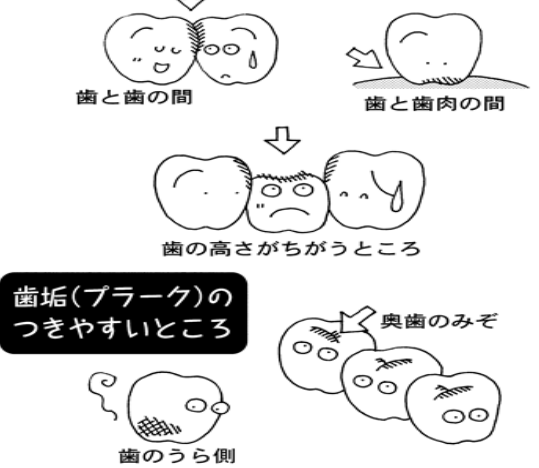 歯と歯の間
歯と歯肉の間
歯の高さがちがうところ
歯垢(プラーク)の
つきやすいところ
奥歯のみぞ
歯のうら側